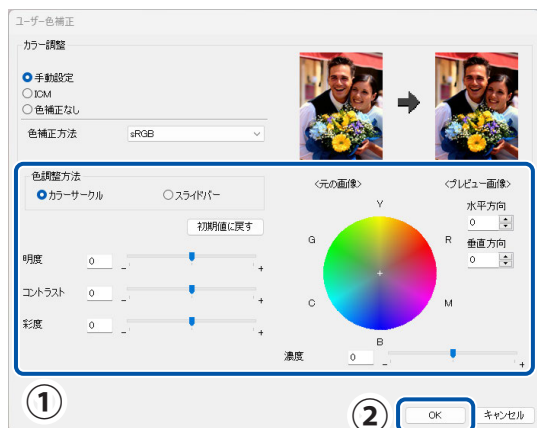 ユーザー色補正
カラー調整
手動設定
ICM
色補正なし
色補正方法
sRGB
色調整方法
カラーサークル
スライドバー
初期値に戻す
明度
0
-
+
コントラスト
0
-
+
彩度
0
-
+
<元の画像>
<プレビュー画像>
Y
G
R
C
M
B
水平方向
0
垂直方向
0
濃度
0
-
+
①
②
OK
キャンセル